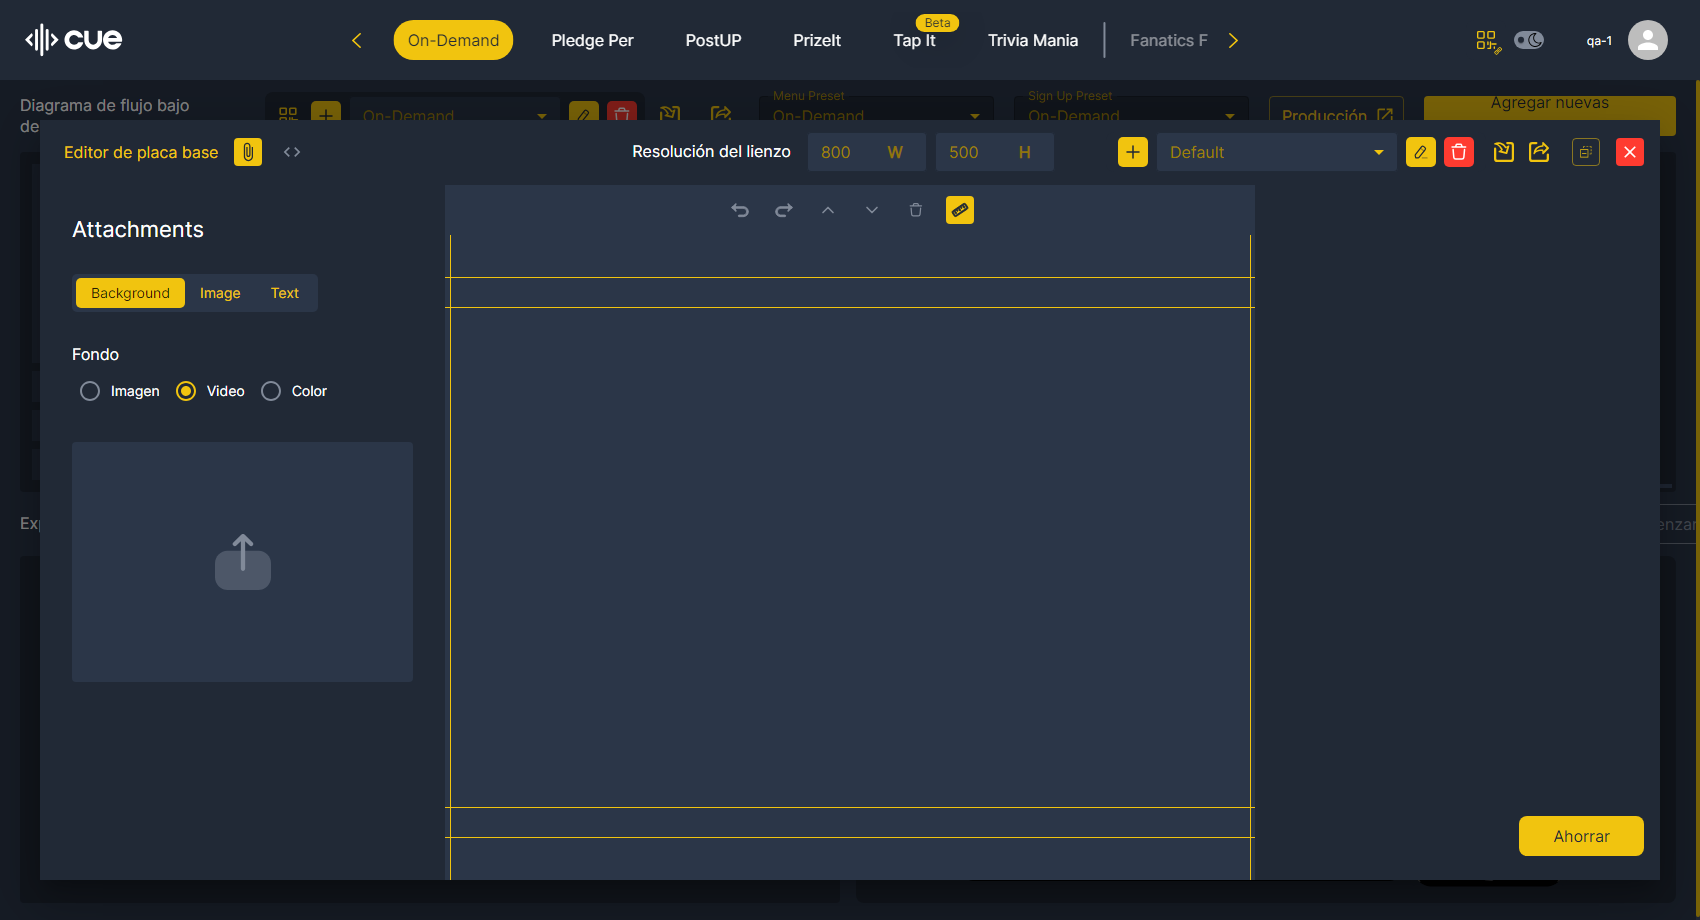 cue
On-Demand
Pledge Per
PostUP
PrizeIt
Beta
Tap It
Trivia Mania
Fanatics F
qa-1
Diagrama de flujo bajo
de
On-Demand
Menu Preset
On-Demand
Sign Up Preset
On-Demand
Producción
Agregar nuevas
Editor de placa base
Resolución del lienzo
800 W
500 H
Default
Attachments
Background
Image
Text
Fondo
Imagen
Video
Color
Exp
enzar
Ahorrar